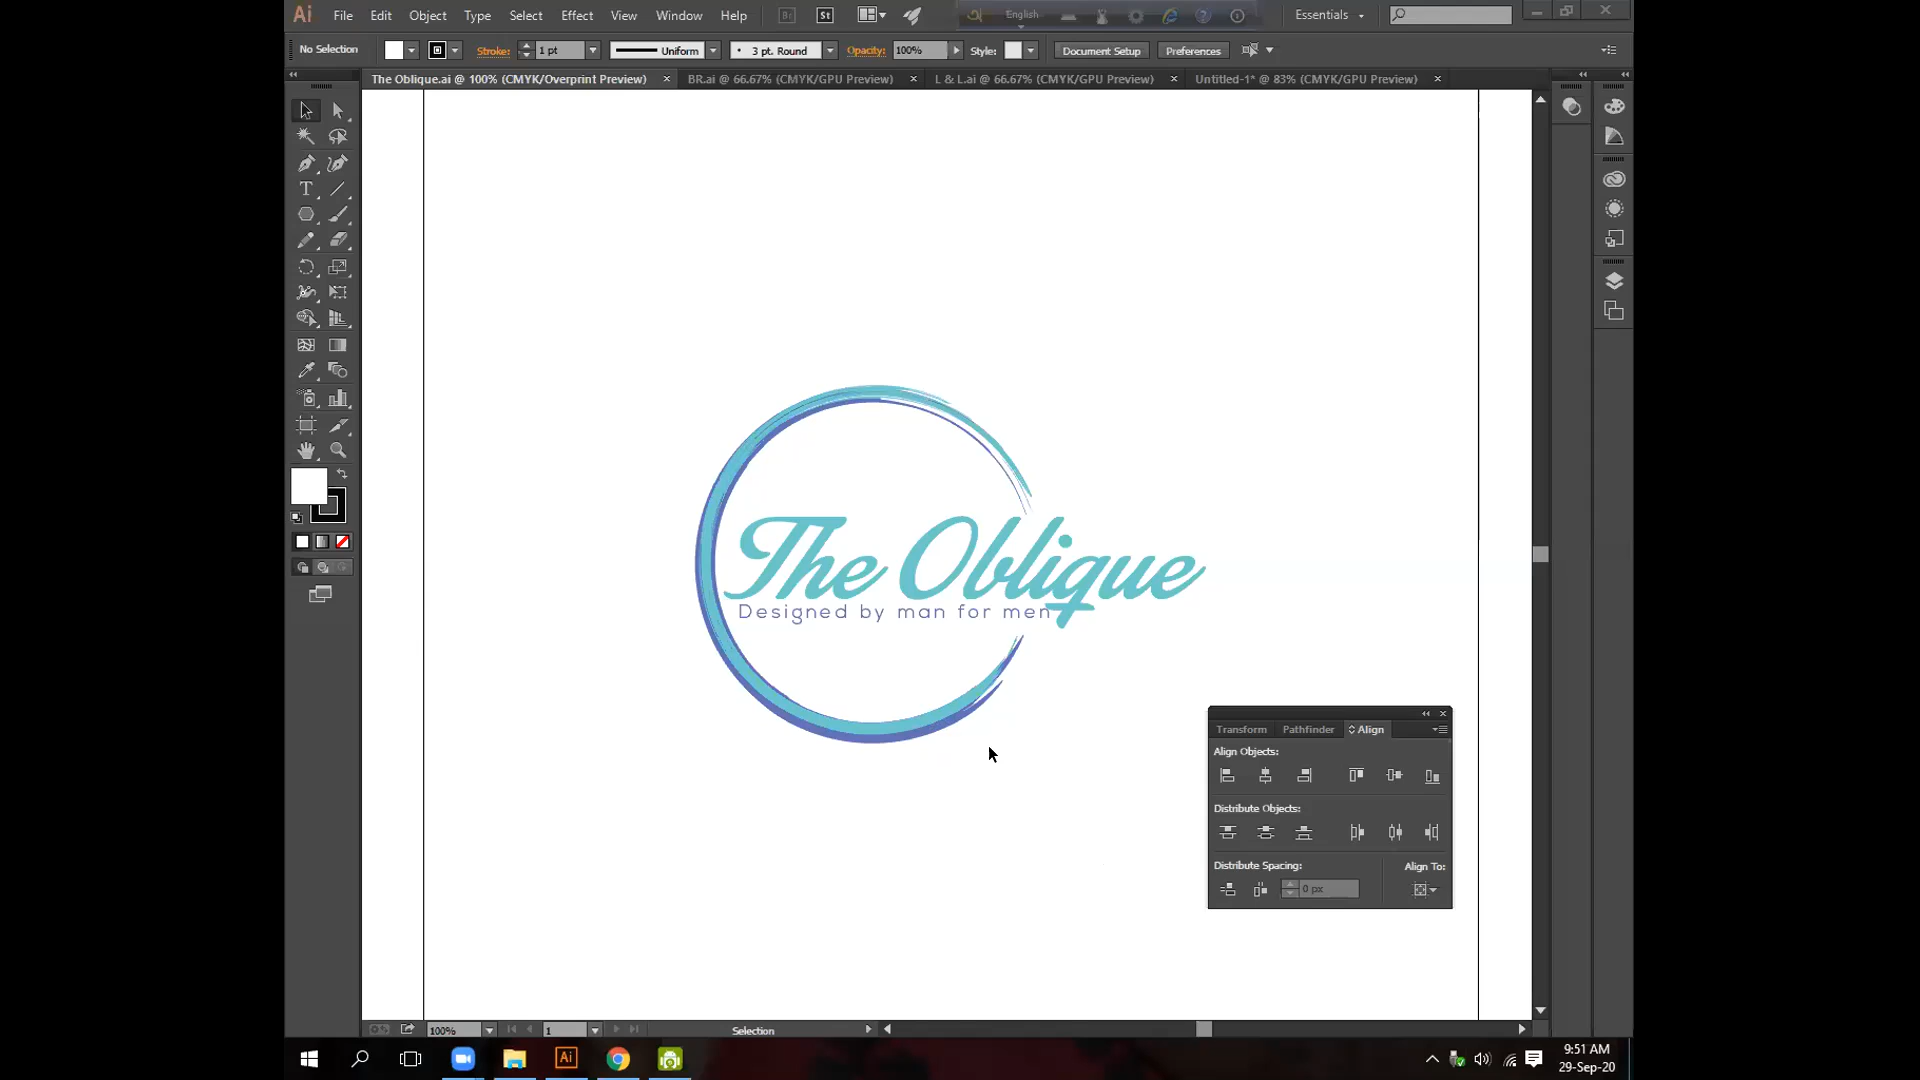 Ai File Edit Object Type Select Effect View Window Help Br St English Essentials
No Selection Stroke: 1 pt Uniform 3 pt. Round Opacity: 100% Style: Document Setup Preferences
The Oblique.ai @ 100% (CMYK/Overprint Preview) × BR.ai @ 66.67% (CMYK/GPU Preview) × L & L.ai @ 66.67% (CMYK/GPU Preview) × Untitled-1* @ 83% (CMYK/GPU Preview) ×
The Oblique
Designed by man for men
Transform Pathfinder Align
Align Objects:
Distribute Objects:
Distribute Spacing: Align To:
0 px
100% 1 Selection
Ai
9:51 AM
29-Sep-20